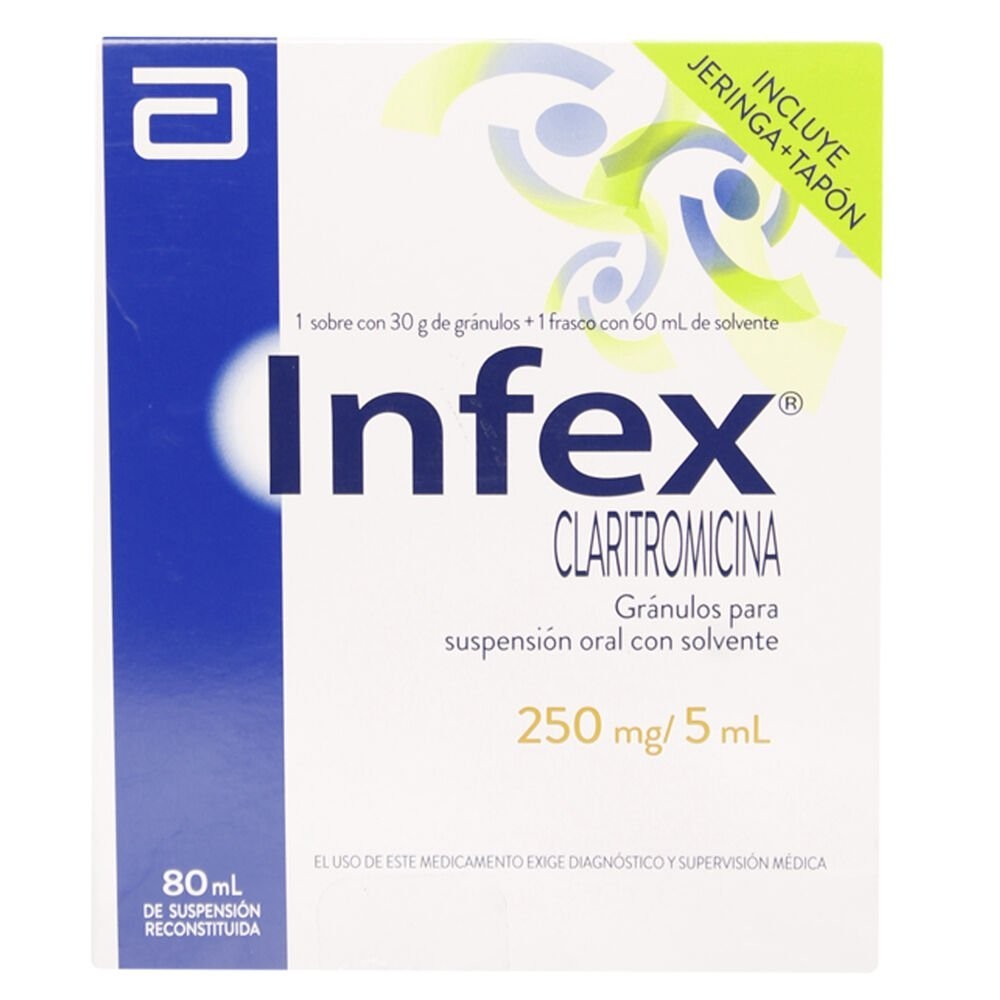 INCLUYE
JERINGA+TAPÓN
1 sobre con 30 g de gránulos + 1 frasco con 60 mL de solvente
Infex®
CLARITROMICINA
Gránulos para
suspensión oral con solvente
250 mg/ 5 mL
EL USO DE ESTE MEDICAMENTO EXIGE DIAGNÓSTICO Y SUPERVISIÓN MÉDICA
80 mL
DE SUSPENSIÓN
RECONSTITUIDA